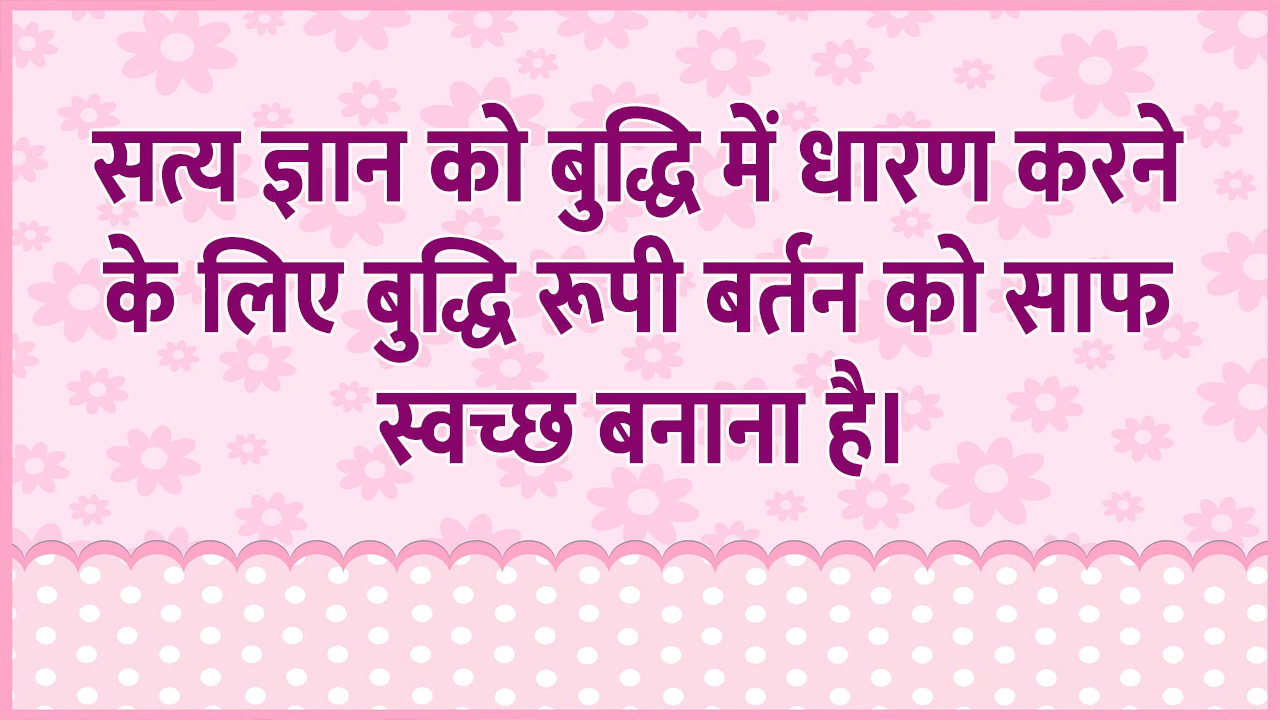 सत्य ज्ञान को बुद्धि में धारण करने
के लिए बुद्धि रूपी बर्तन को साफ
स्वच्छ बनाना है।